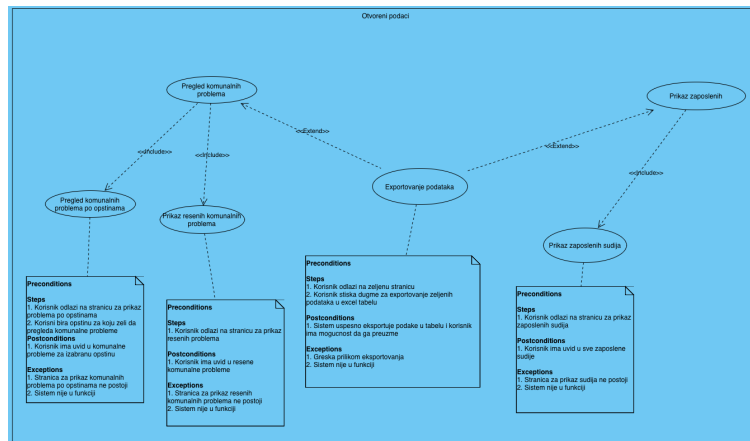 Otvoreni podaci
Pregled komunalnih
problema
Prikaz zaposlenih
<<Extend>>
<<Extend>>
<<Include>>
<<Include>>
<<Include>>
Exportovanje podataka
Pregled komunalnih
problema po opstinama
Prikaz resenih komunalnih
problema
Prikaz zaposlenih sudija
Preconditions
Steps
1. Korisnik odlazi na stranicu za prikaz
problema po opstinama
2. Korisni bira opstinu za koju zeli da
pregleda komunalne probleme
Postconditions
1. Korisnik ima uvid u komunalne
probleme za izabranu opstinu
Exceptions
1. Stranica za prikaz komunalnih
problema po opstinama ne postoji
2. Sistem nije u funkciji
Preconditions
Steps
1. Korisnik odlazi na stranicu za prikaz
resenih problema
Postconditions
1. Korisnik ima uvid u resene
komunalne probleme
Exceptions
1. Stranica za prikaz resenih
komunalnih problema ne postoji
2. Sistem nije u funkciji
Preconditions
Steps
1. Korisnik odlazi na zeljenu stranicu
2. Korisnik stiska dugme za exportovanje zeljenih
podataka u excel tabelu
Postconditions
1. Sistem uspesno eksportuje podake u tabelu i korisnik
ima mogucnost da ga preuzme
Exceptions
1. Greska prilikom eksportovanja
2. Sistem nije u funkciji
Preconditions
Steps
1. Korisnik odlazi na stranicu za prikaz
zaposlenih sudija
Postconditions
1. Korisnik ima uvid u sve zaposlene
sudije
Exceptions
1. Stranica za prikaz sudija ne postoji
2. Sistem nije u funkciji